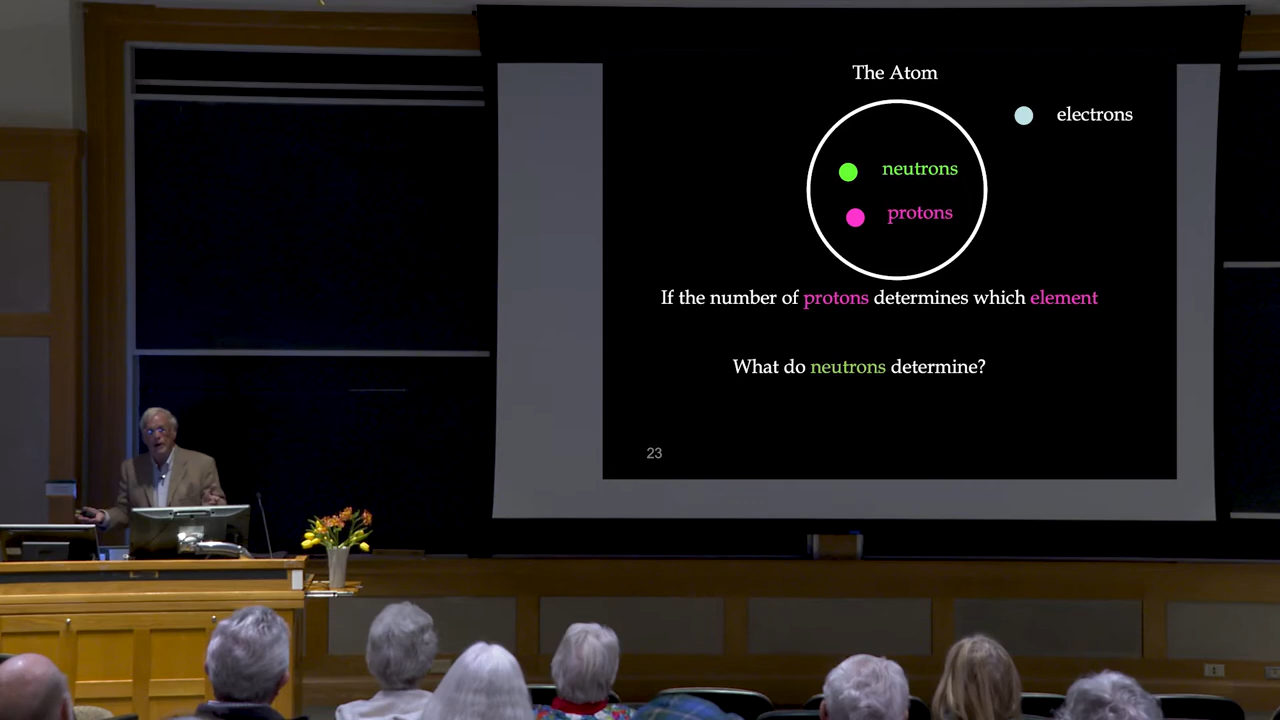 The Atom
electrons
neutrons
protons
If the number of protons determines which element
What do neutrons determine?
23